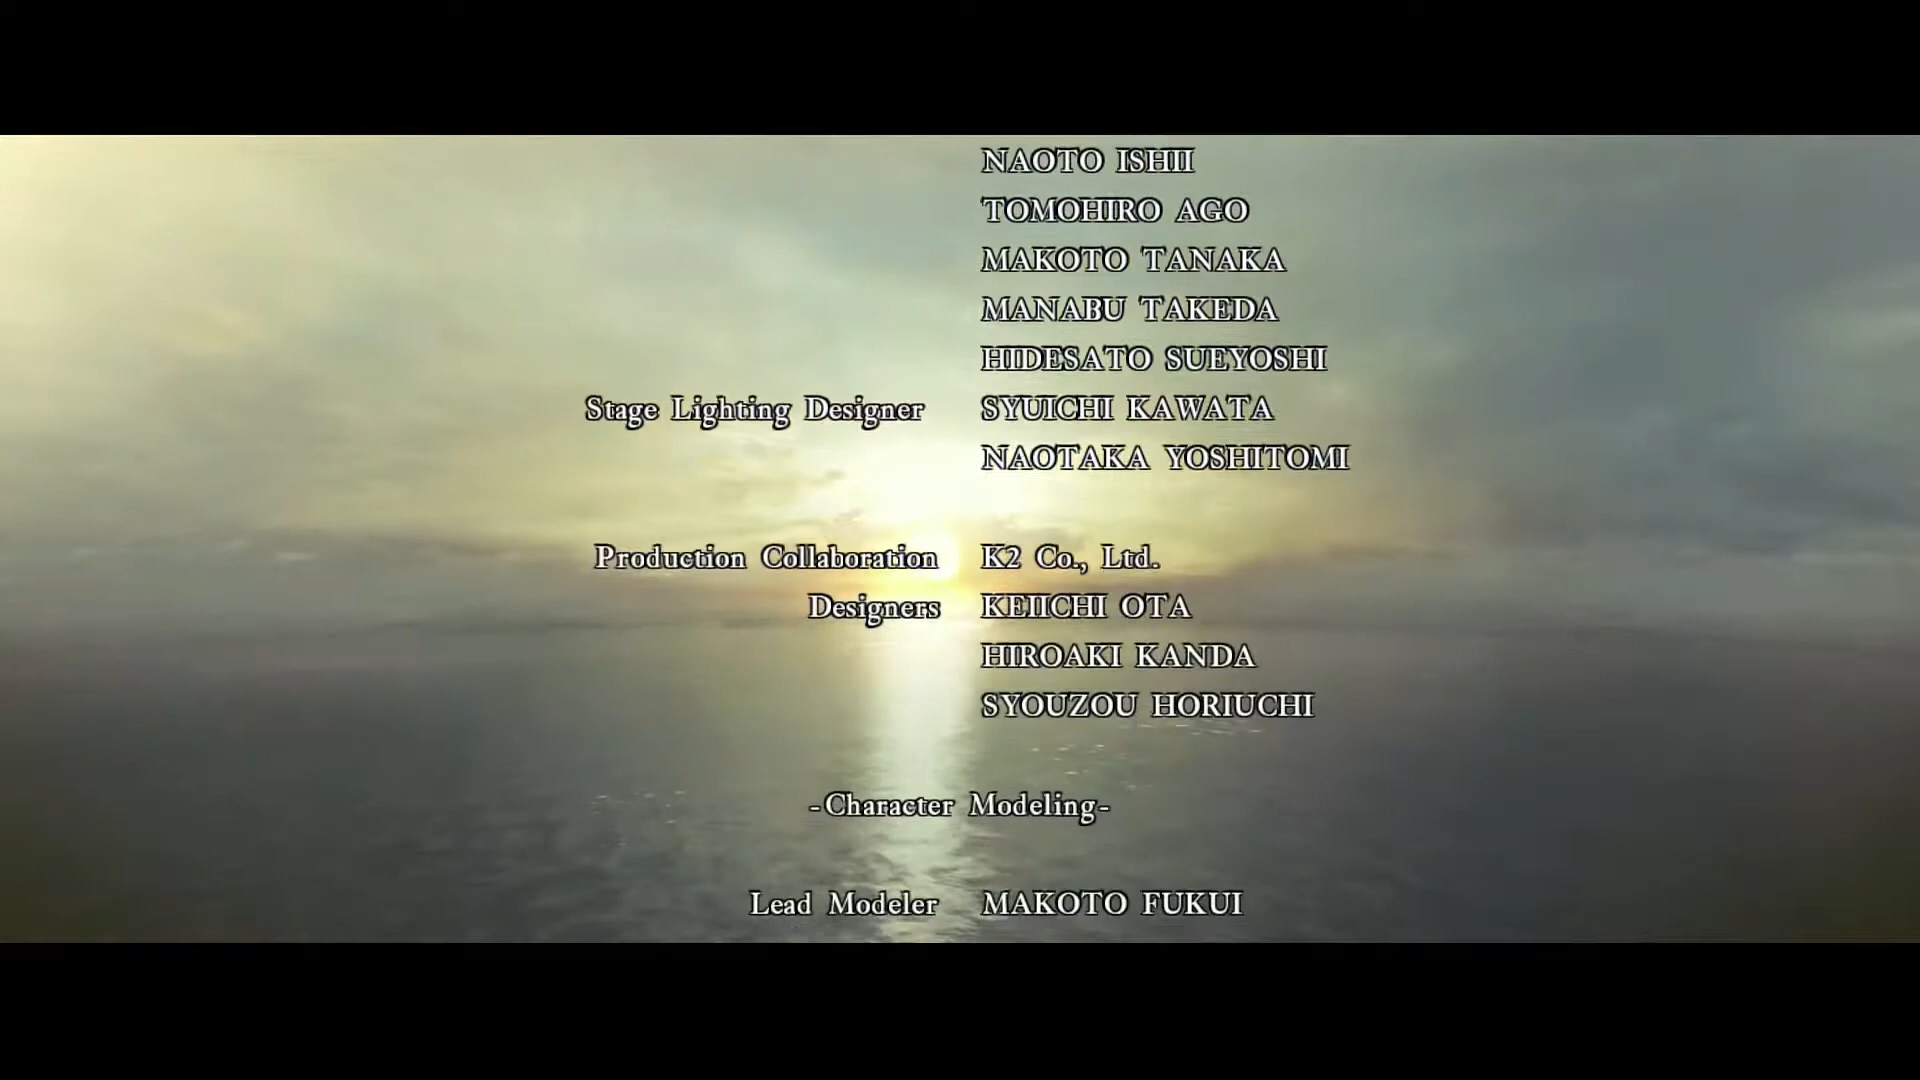 NAOTO ISHII
TOMOHIRO AGO
MAKOTO TANAKA
MANABU TAKEDA
HIDESATO SUEYOSHI
Stage Lighting Designer SYUICHI KAWATA
NAOTAKA YOSHITOMI
Production Collaboration K2 Co., Ltd.
Designers KEIICHI OTA
HIROAKI KANDA
SYOUZOU HORIUCHI
-Character Modeling-
Lead Modeler MAKOTO FUKUI